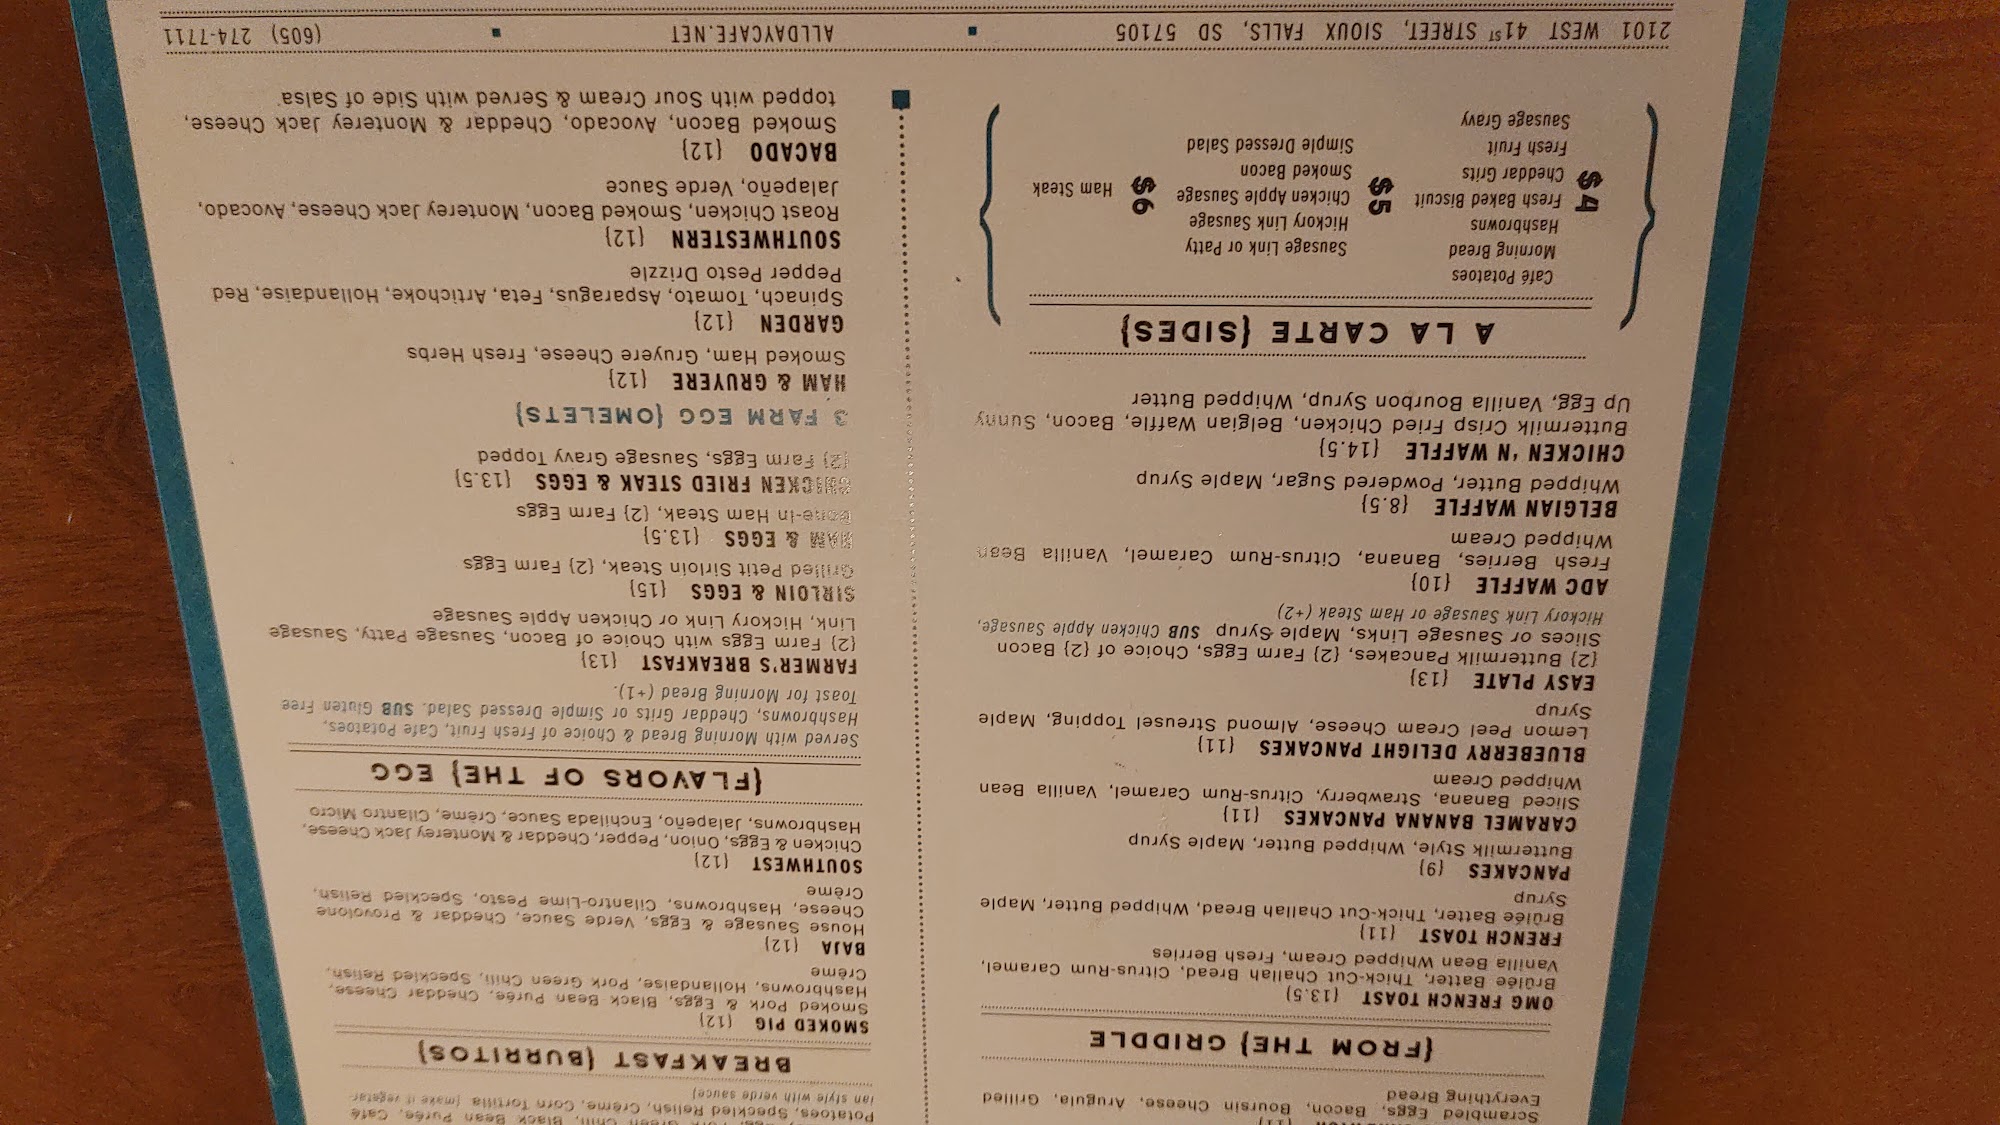 Scrambled Eggs, Bacon, Boursin Cheese, Arugula, Grilled
Everything Bread
{FROM THE} GRIDDLE
OMG FRENCH TOAST {13.5}
Brûlée Batter, Thick-Cut Challah Bread, Citrus-Rum Caramel,
Vanilla Bean Whipped Cream, Fresh Berries
FRENCH TOAST {11}
Brûlée Batter, Thick-Cut Challah Bread, Whipped Butter, Maple
Syrup
PANCAKES {9}
Buttermilk Style, Whipped Butter, Maple Syrup
CARAMEL BANANA PANCAKES {11}
Sliced Banana, Strawberry, Citrus-Rum Caramel, Vanilla Bean
Whipped Cream
BLUEBERRY DELIGHT PANCAKES {11}
Lemon Peel Cream Cheese, Almond Streusel Topping, Maple
Syrup
EASY PLATE {13}
{2} Buttermilk Pancakes, {2} Farm Eggs, Choice of {2} Bacon
Slices or Sausage Links, Maple Syrup SUB Chicken Apple Sausage,
Hickory Link Sausage or Ham Steak (+2)
ADC WAFFLE {10}
Fresh Berries, Banana, Citrus-Rum Caramel, Vanilla Bean
Whipped Cream
BELGIAN WAFFLE {8.5}
Whipped Butter, Powdered Sugar, Maple Syrup
CHICKEN 'N WAFFLE {14.5}
Buttermilk Crisp Fried Chicken, Belgian Waffle, Bacon, Sunny
Up Egg, Vanilla Bourbon Syrup, Whipped Butter
A LA CARTE {SIDES}
$4
Café Potatoes
Morning Bread
Hashbrowns
Fresh Baked Biscuit
Cheddar Grits
Fresh Fruit
Sausage Gravy
$5
Sausage Link or Patty
Hickory Link Sausage
Chicken Apple Sausage
Smoked Bacon
Simple Dressed Salad
$6
Ham Steak
Potatoes, Speckled Relish, Crème, Corn Tortilla (make it vegetar-
ian style with verde sauce)
BREAKFAST {BURRITOS}
SMOKED PIG {12}
Smoked Pork & Eggs, Black Bean Purée, Cheddar Cheese,
Hashbrowns, Hollandaise, Pork Green Chili, Speckled Relish,
Crème
BAJA {12}
House Sausage & Eggs, Verde Sauce, Cheddar & Provolone
Cheese, Hashbrowns, Cilantro-Lime Pesto, Speckled Relish,
Crème
SOUTHWEST {12}
Chicken & Eggs, Onion, Pepper, Cheddar & Monterey Jack Cheese,
Hashbrowns, Jalapeño, Enchilada Sauce, Crème, Cilantro Micro
{FLAVORS OF THE} EGG
Served with Morning Bread & Choice of Fresh Fruit, Cafe Potatoes,
Hashbrowns, Cheddar Grits or Simple Dressed Salad. SUB Gluten Free
Toast for Morning Bread (+1).
FARMER'S BREAKFAST {13}
{2} Farm Eggs with Choice of Bacon, Sausage Patty, Sausage
Link, Hickory Link or Chicken Apple Sausage
SIRLOIN & EGGS {15}
Grilled Petit Sirloin Steak, {2} Farm Eggs
HAM & EGGS {13.5}
Bone-In Ham Steak, {2} Farm Eggs
CHICKEN FRIED STEAK & EGGS {13.5}
{2} Farm Eggs, Sausage Gravy Topped
3 FARM EGG {OMELETS}
HAM & GRUYERE {12}
Smoked Ham, Gruyere Cheese, Fresh Herbs
GARDEN {12}
Spinach, Tomato, Asparagus, Feta, Artichoke, Hollandaise, Red
Pepper Pesto Drizzle
SOUTHWESTERN {12}
Roast Chicken, Smoked Bacon, Monterey Jack Cheese, Avocado,
Jalapeño, Verde Sauce
BACADO {12}
Smoked Bacon, Avocado, Cheddar & Monterey Jack Cheese,
topped with Sour Cream & Served with Side of Salsa
2101 WEST 41ST STREET, SIOUX FALLS, SD 57105 ▪ ALLDAYCAFE.NET ▪ (605) 274-7711